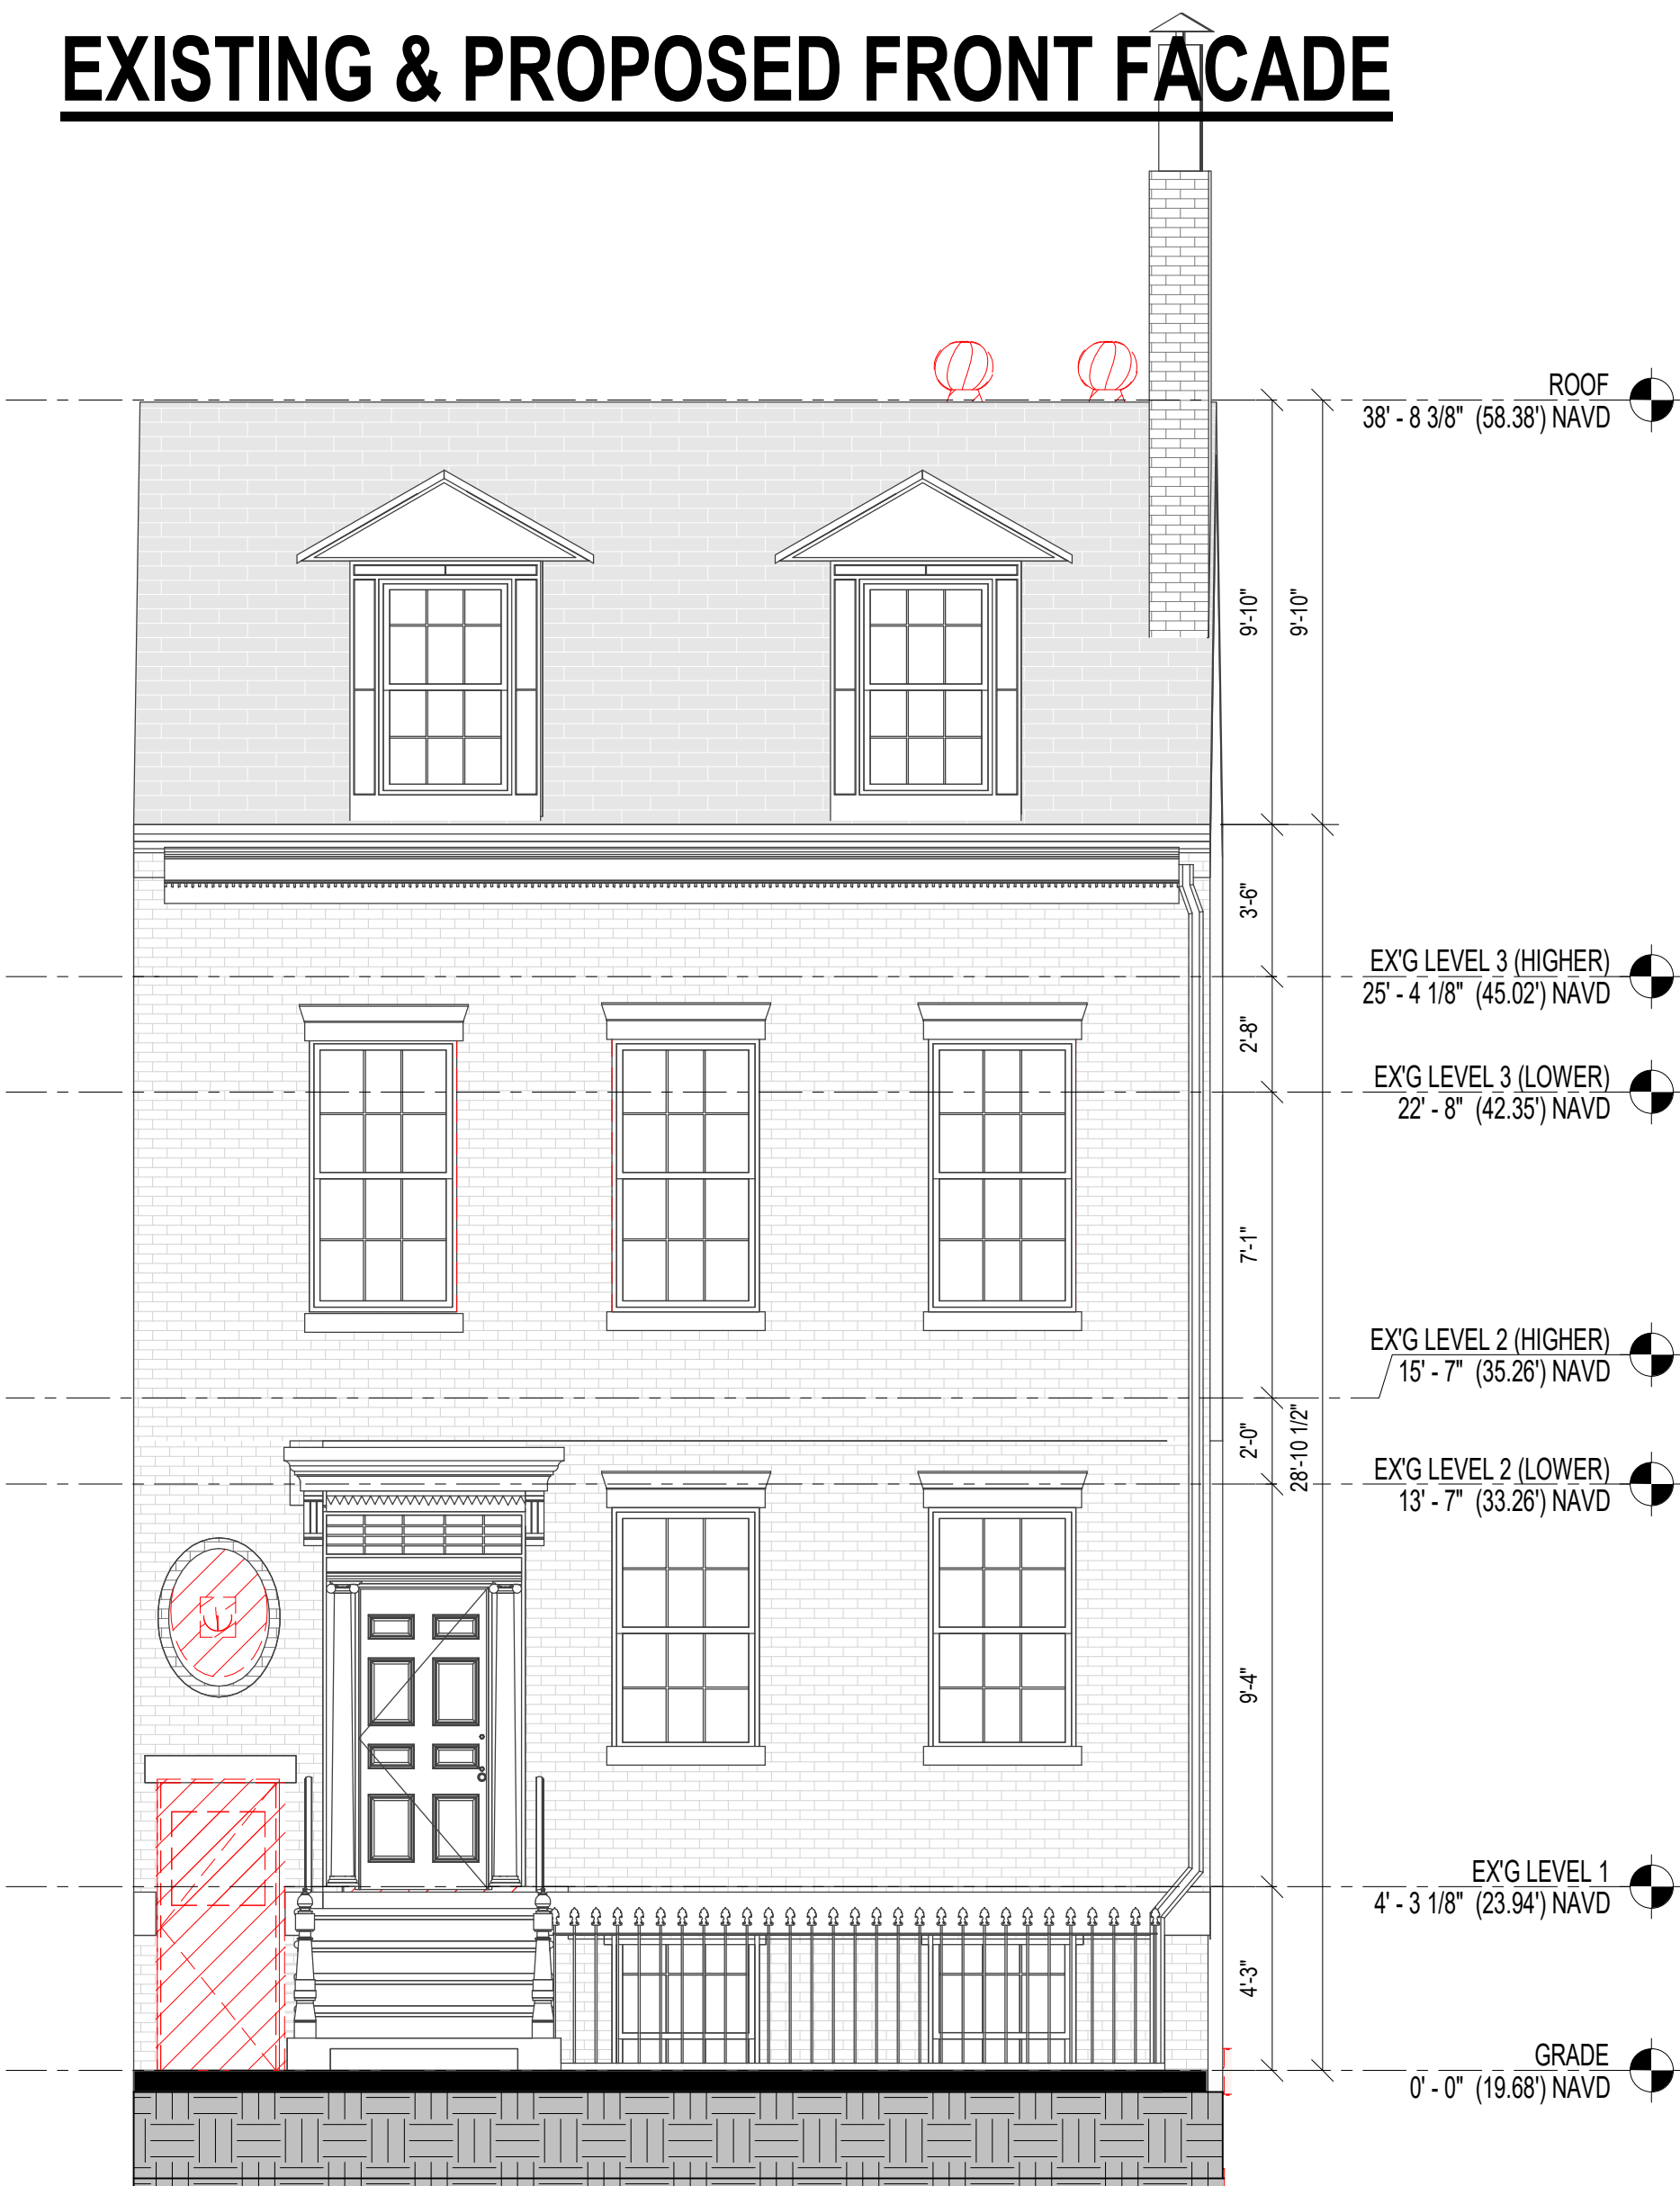 EXISTING & PROPOSED FRONT FACADE
ROOF
38' - 8 3/8" (58.38') NAVD
9'-10"
9'-10"
3'-6"
EX'G LEVEL 3 (HIGHER)
25' - 4 1/8" (45.02') NAVD
2'-8"
EX'G LEVEL 3 (LOWER)
22' - 8" (42.35') NAVD
7'-1"
EX'G LEVEL 2 (HIGHER)
15' - 7" (35.26') NAVD
2'-0"
28'-10 1/2"
EX'G LEVEL 2 (LOWER)
13' - 7" (33.26') NAVD
9'-4"
EX'G LEVEL 1
4' - 3 1/8" (23.94') NAVD
4'-3"
GRADE
0' - 0" (19.68') NAVD